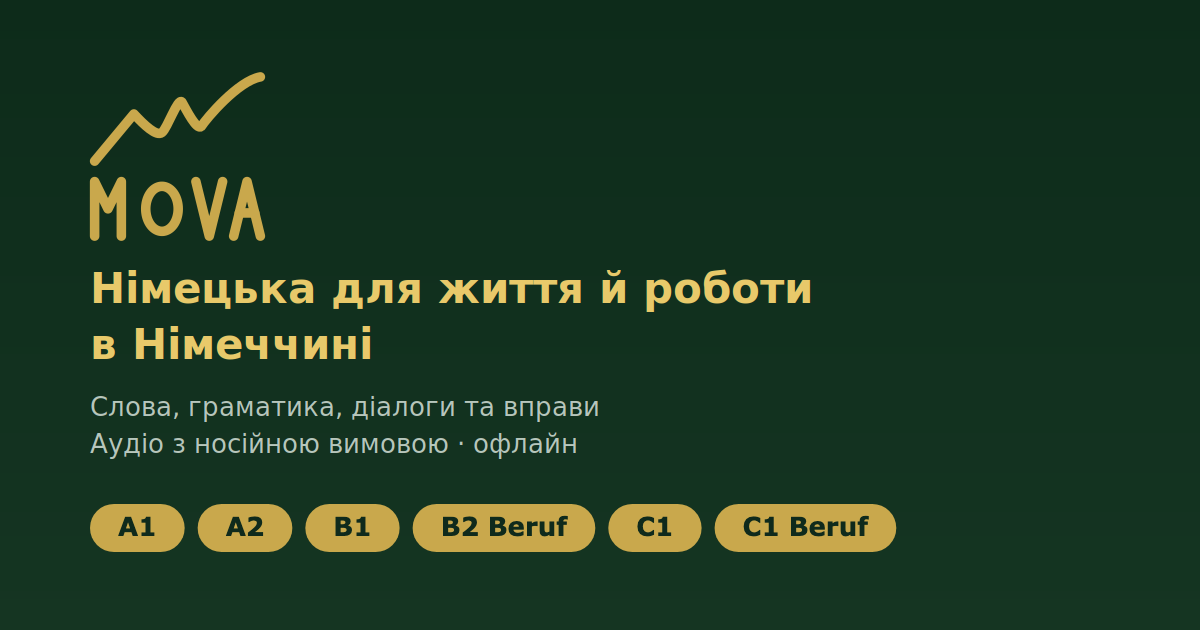 MOVA
Німецька для життя й роботи
в Німеччині
Слова, граматика, діалоги та вправи
Аудіо з носійною вимовою · офлайн
A1 A2 B1 B2 Beruf C1 C1 Beruf